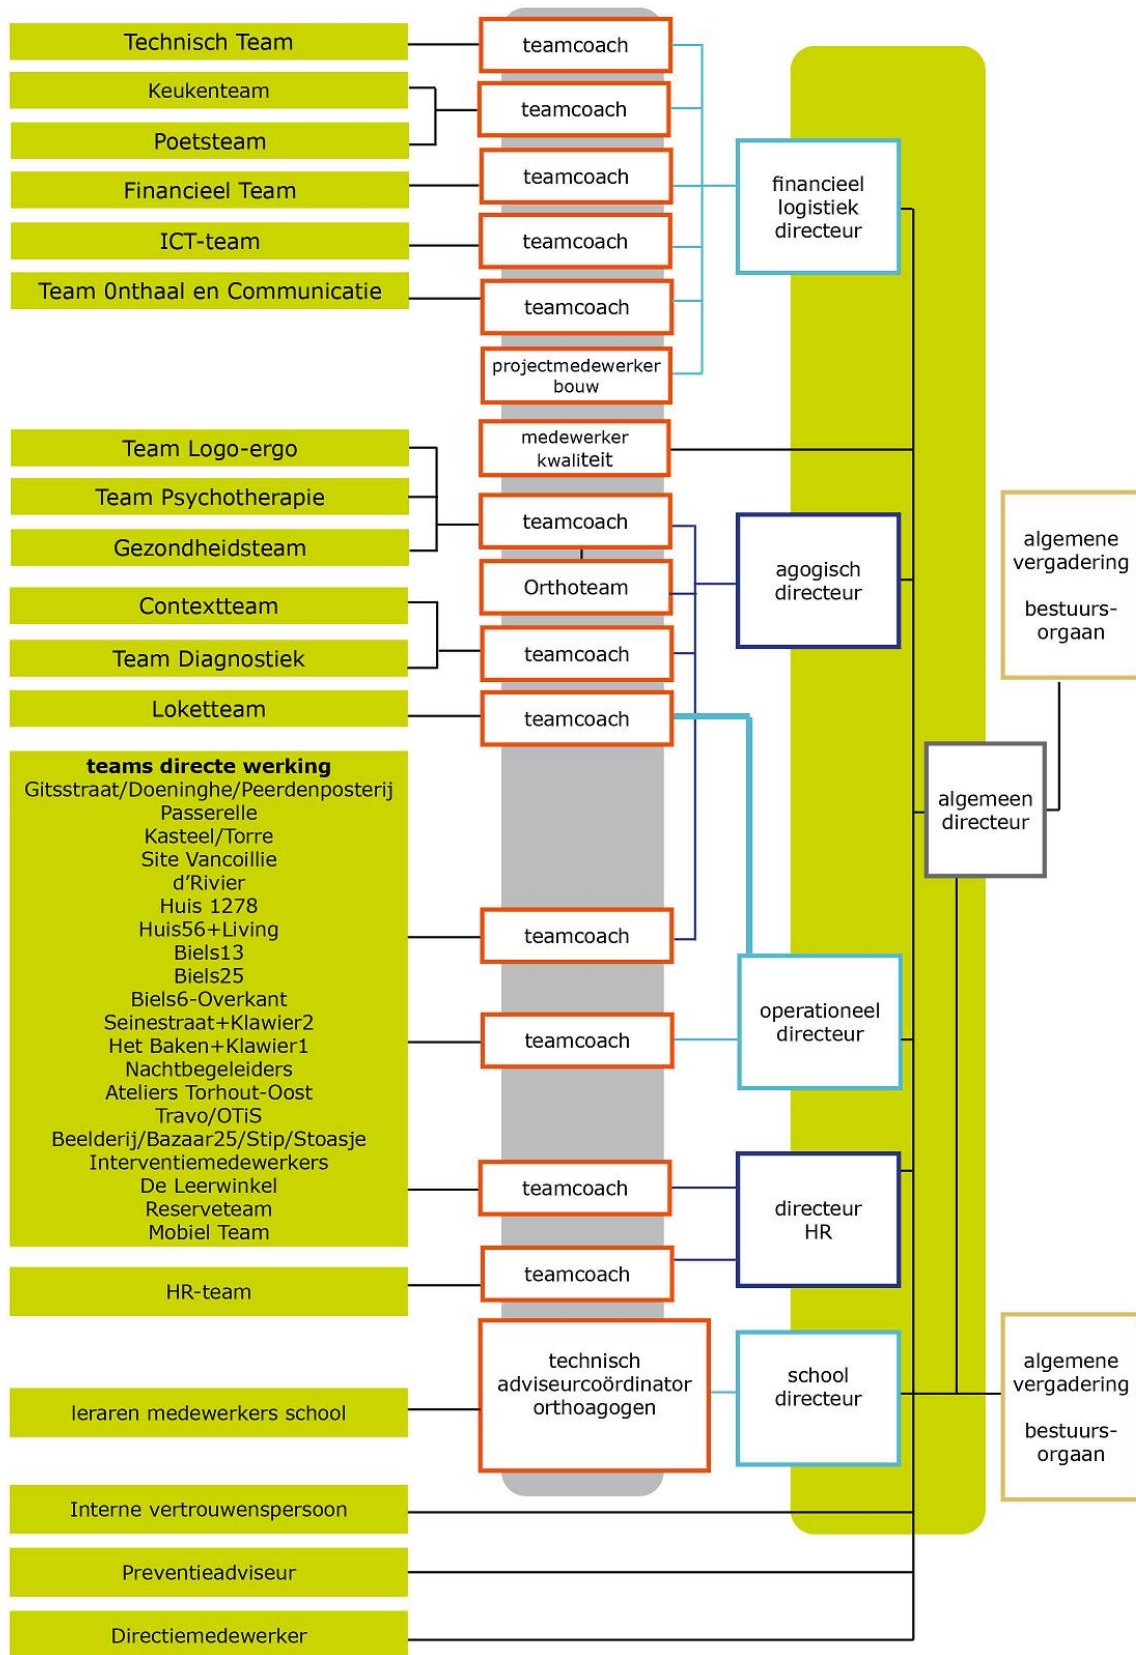 Technisch Team
Keukenteam
Poetsteam
Financieel Team
ICT-team
Team 0nthaal en Communicatie
Team Logo-ergo
Team Psychotherapie
Gezondheidsteam
Contextteam
Team Diagnostiek
Lokettteam
teams directe werking
Gitsstraat/Doeninghe/Peerdenposterij
Passerelle
Kasteel/Torre
Site Vancoillie
d'Rivier
Huis 1278
Huis56+Living
Biels13
Biels25
Biels6-Overkant
Seinestraat+Klawier2
Het Baken+Klawier1
Nachtbegeleiders
Ateliers Torhout-Oost
Travo/OTiS
Beelderij/Bazaar25/Stip/Stoasje
Interventiemedewerkers
De Leerwinkel
Reserveteam
Mobiel Team
HR-team
leraren medewerkers school
Interne vertrouwenspersoon
Preventieadviseur
Directiemedewerker
teamcoach
teamcoach
teamcoach
teamcoach
teamcoach
projectmedewerker
bouw
medewerker
kwaliteit
teamcoach
Orthoteam
teamcoach
teamcoach
teamcoach
teamcoach
teamcoach
teamcoach
technisch
adviseurcoördinator
orthoagogen
financieel
logistiek
directeur
agogisch
directeur
operationeel
directeur
directeur
HR
school
directeur
algemeen
directeur
algemene
vergadering
bestuurs-
orgaan
algemene
vergadering
bestuurs-
orgaan